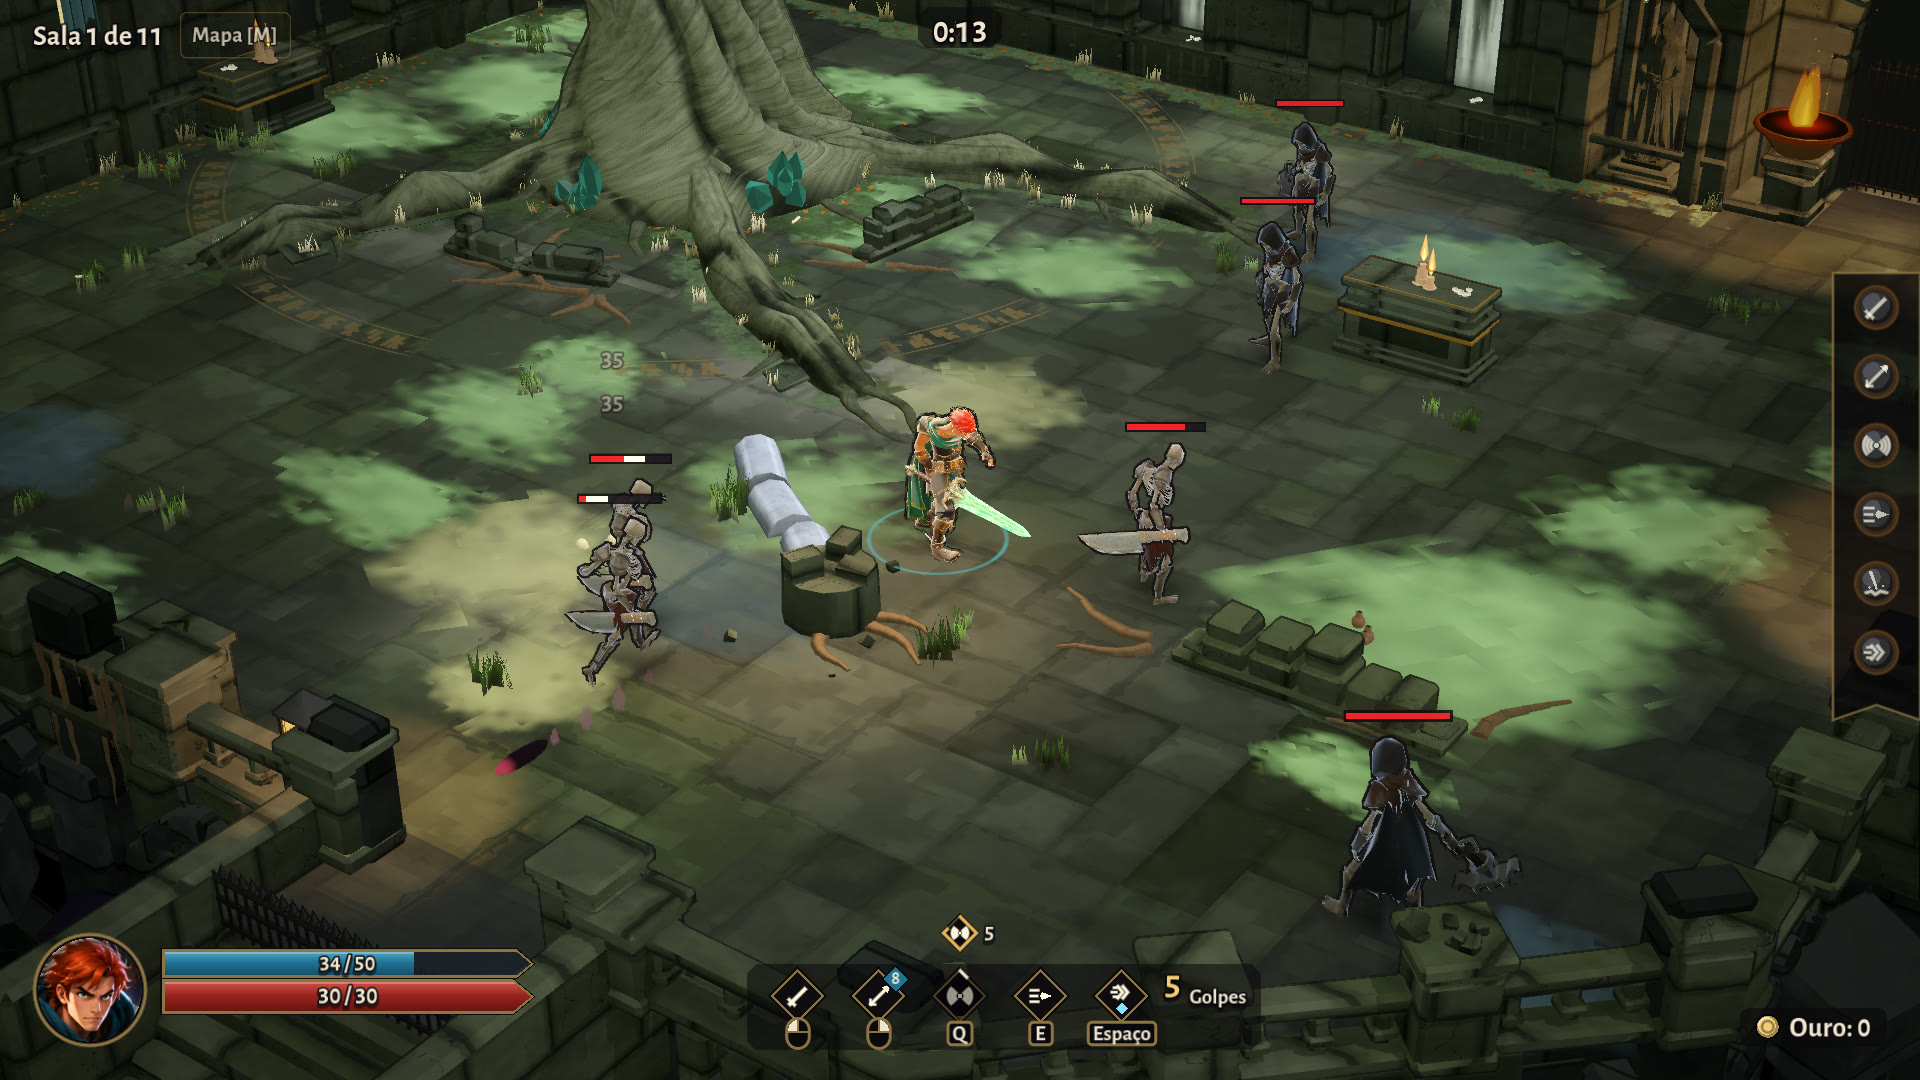 Sala 1 de 11
Mapa [M]
0:13
35
35
5
8
5 Golpes
Q
E
Espaço
34/50
30/30
Ouro: 0